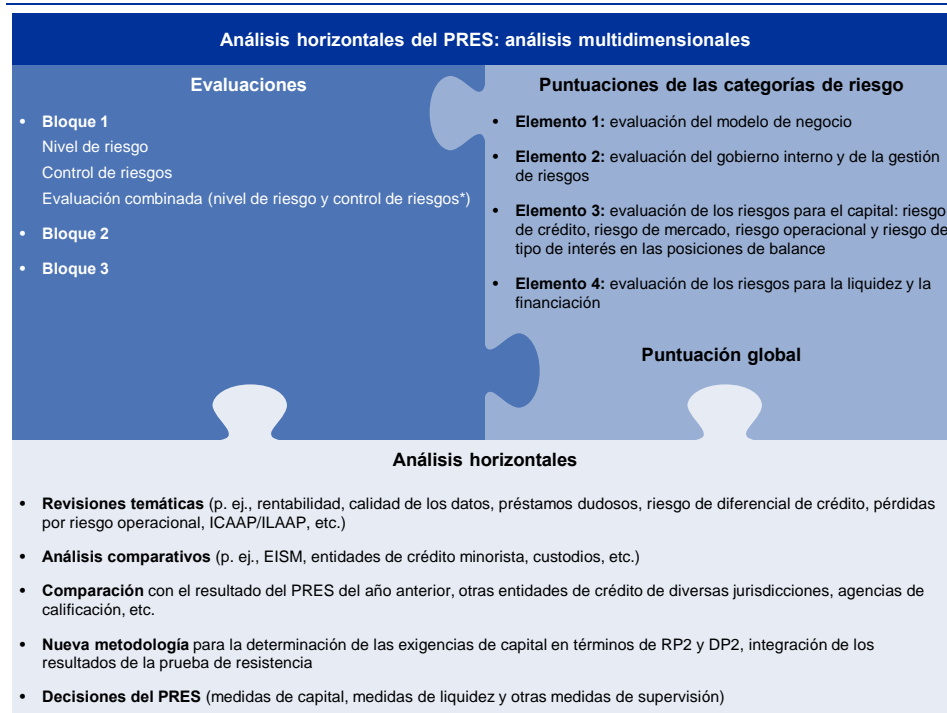 Análisis horizontales del PRES: análisis multidimensionales
Evaluaciones
• Bloque 1
Nivel de riesgo
Control de riesgos
Evaluación combinada (nivel de riesgo y control de riesgos*)
• Bloque 2
• Bloque 3
Puntuaciones de las categorías de riesgo
• Elemento 1: evaluación del modelo de negocio
• Elemento 2: evaluación del gobierno interno y de la gestión
de riesgos
• Elemento 3: evaluación de los riesgos para el capital: riesgo
de crédito, riesgo de mercado, riesgo operacional y riesgo de
tipo de interés en las posiciones de balance
• Elemento 4: evaluación de los riesgos para la liquidez y la
financiación
Puntuación global
Análisis horizontales
• Revisiones temáticas (p. ej., rentabilidad, calidad de los datos, préstamos dudosos, riesgo de diferencial de crédito, pérdidas
por riesgo operacional, ICAAP/ILAAP, etc.)
• Análisis comparativos (p. ej., EISM, entidades de crédito minorista, custodios, etc.)
• Comparación con el resultado del PRES del año anterior, otras entidades de crédito de diversas jurisdicciones, agencias de
calificación, etc.
• Nueva metodología para la determinación de las exigencias de capital en términos de RP2 y DP2, integración de los
resultados de la prueba de resistencia
• Decisiones del PRES (medidas de capital, medidas de liquidez y otras medidas de supervisión)